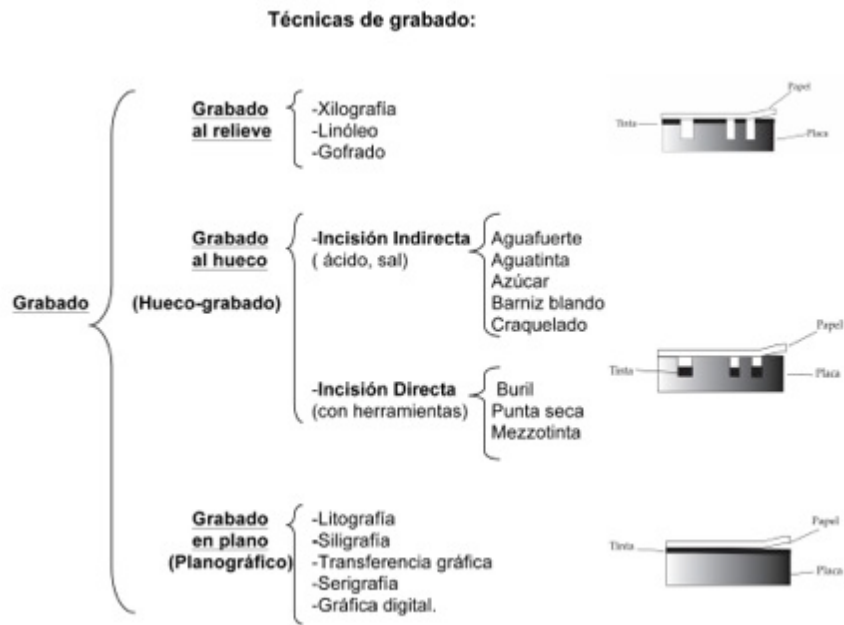 Técnicas de grabado:
Grabado
Grabado
al relieve
-Xilografía
-Linóleo
-Gofrado
Papel
Tinta
Placa
Grabado
al hueco
(Hueco-grabado)
-Incisión Indirecta
( ácido, sal)
Aguafuerte
Aguatinta
Azúcar
Barniz blando
Craquelado
-Incisión Directa
(con herramientas)
Buril
Punta seca
Mezzotinta
Papel
Tinta
Placa
Grabado
en plano
(Planográfico)
-Litografía
-Siligrafía
-Transferencia gráfica
-Serigrafía
-Gráfica digital.
Papel
Tinta
Placa